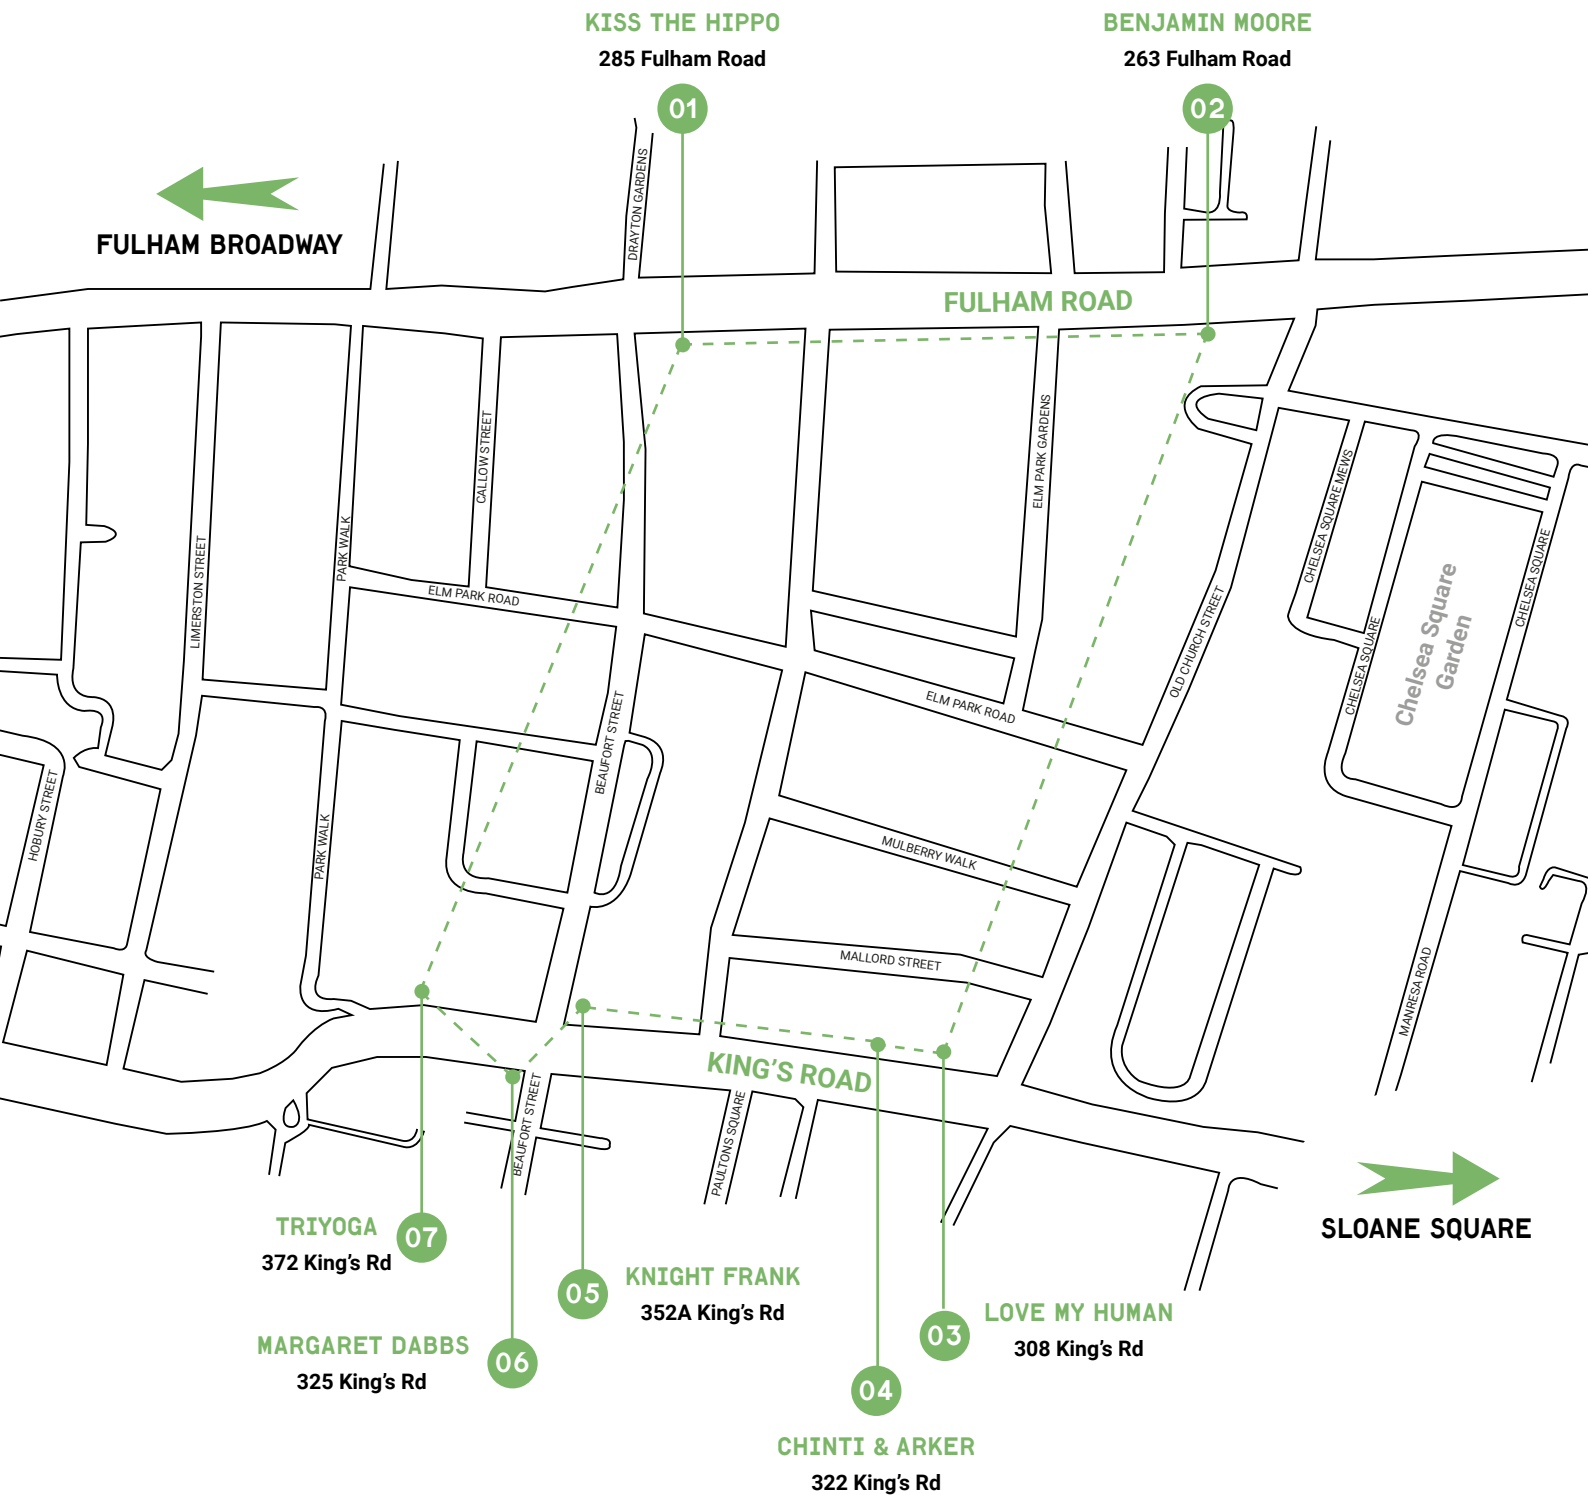 KISS THE HIPPO
285 Fulham Road
01
BENJAMIN MOORE
263 Fulham Road
02
FULHAM BROADWAY
DRAYTON GARDENS
FULHAM ROAD
CALLOW STREET
ELM PARK GARDENS
CHELSEA SQUARE MEWS
LIMERSTON STREET
PARK WALK
ELM PARK ROAD
OLD CHURCH STREET
CHELSEA SQUARE
CHELSEA SQUARE
Chelsea Square
Garden
BEAUFORT STREET
ELM PARK ROAD
HOBURY STREET
PARK WALK
MULBERRY WALK
MALLORD STREET
MANRESA ROAD
KING'S ROAD
BEAUFORT STREET
PAULTONS SQUARE
SLOANE SQUARE
TRIYOGA
372 King's Rd
07
KNIGHT FRANK
352A King's Rd
05
LOVE MY HUMAN
308 King's Rd
03
MARGARET DABBS
325 King's Rd
06
04
CHINTI & ARKER
322 King's Rd